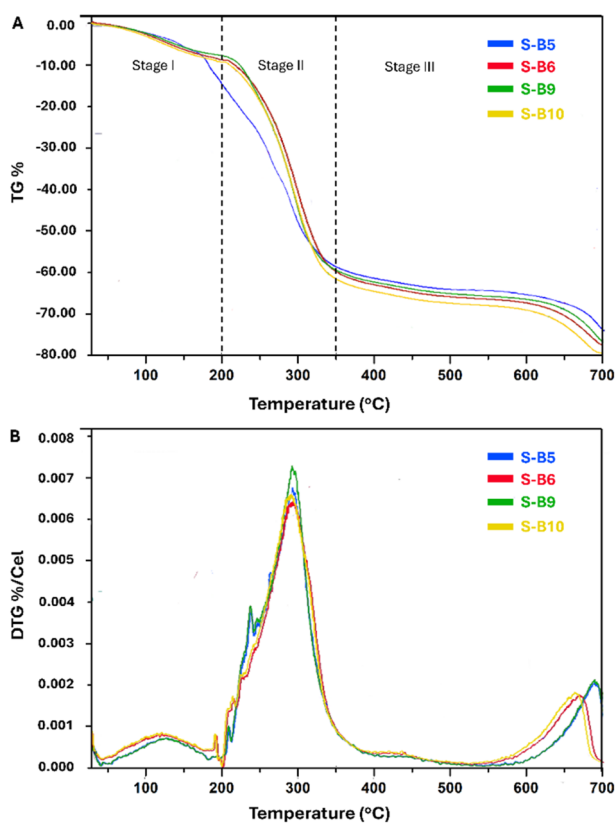 A
0.00
-10.00
-20.00
-30.00
-40.00
-50.00
-60.00
-70.00
-80.00
TG %
Stage I
Stage II
Stage III
S-B5
S-B6
S-B9
S-B10
100 200 300 400 500 600 700
Temperature (°C)
B
0.008
0.007
0.006
0.005
0.004
0.003
0.002
0.001
0.000
DTG %/Cel
S-B5
S-B6
S-B9
S-B10
100 200 300 400 500 600 700
Temperature (°C)